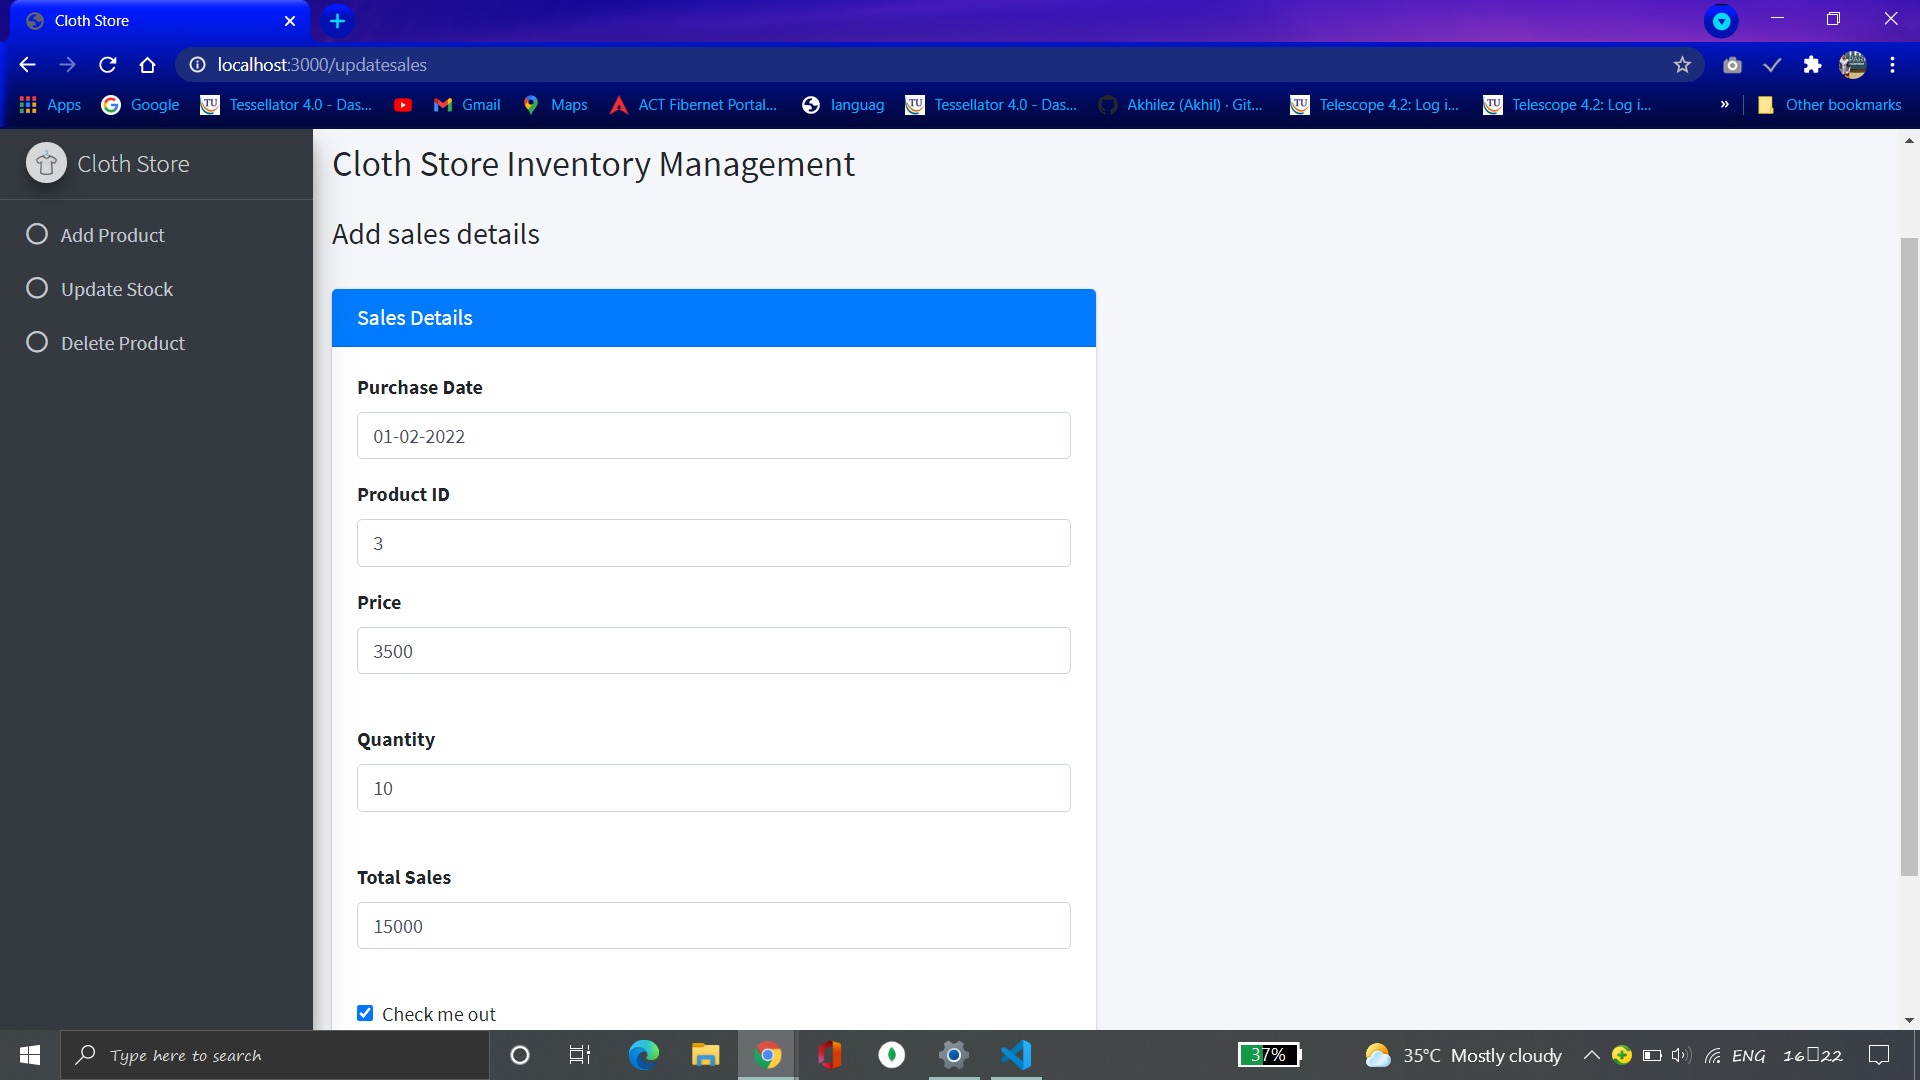 Cloth Store
localhost:3000/updatesales
Apps Google Tessellator 4.0 - Das... Gmail Maps ACT Fibernet Portal... languag Tessellator 4.0 - Das... Akhilez (Akhil) · Git... Telescope 4.2: Log i... Telescope 4.2: Log i... » Other bookmarks
Cloth Store
Add Product
Update Stock
Delete Product
Cloth Store Inventory Management
Add sales details
Sales Details
Purchase Date
01-02-2022
Product ID
3
Price
3500
Quantity
10
Total Sales
15000
Check me out
Type here to search
37% 35°C Mostly cloudy ENG 16□22